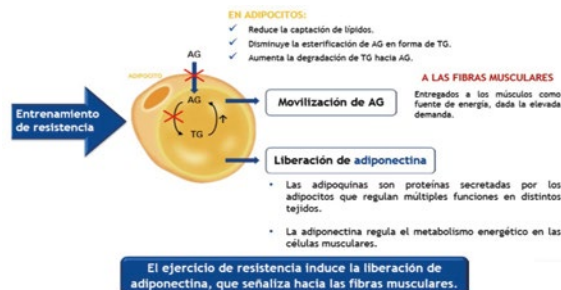 EN ADIPOCITOS:
✓ Reduce la captación de lípidos.
✓ Disminuye la esterificación de AG en forma de TG.
✓ Aumenta la degradación de TG hacia AG.
AG
ADIPOCITO
AG
TG
Entrenamiento
de resistencia
Movilización de AG
A LAS FIBRAS MUSCULARES
Entregados a los músculos como
fuente de energía, dada la elevada
demanda.
Liberación de adiponectina
• Las adipoquinas son proteínas secretadas por los
adipocitos que regulan múltiples funciones en distintos
tejidos.
• La adiponectina regula el metabolismo energético en las
células musculares.
El ejercicio de resistencia induce la liberación de
adiponectina, que señaliza hacia las fibras musculares.